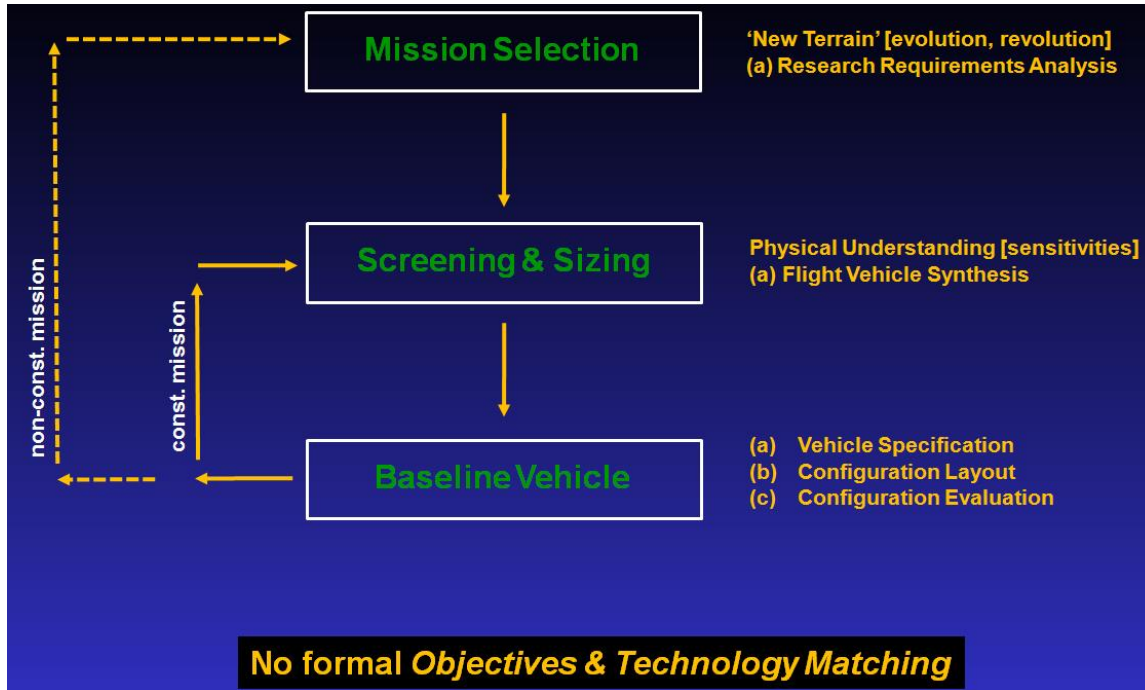 Mission Selection
'New Terrain' [evolution, revolution]
(a) Research Requirements Analysis
Screening & Sizing
Physical Understanding [sensitivities]
(a) Flight Vehicle Synthesis
non-const. mission
const. mission
Baseline Vehicle
(a) Vehicle Specification
(b) Configuration Layout
(c) Configuration Evaluation
No formal Objectives & Technology Matching